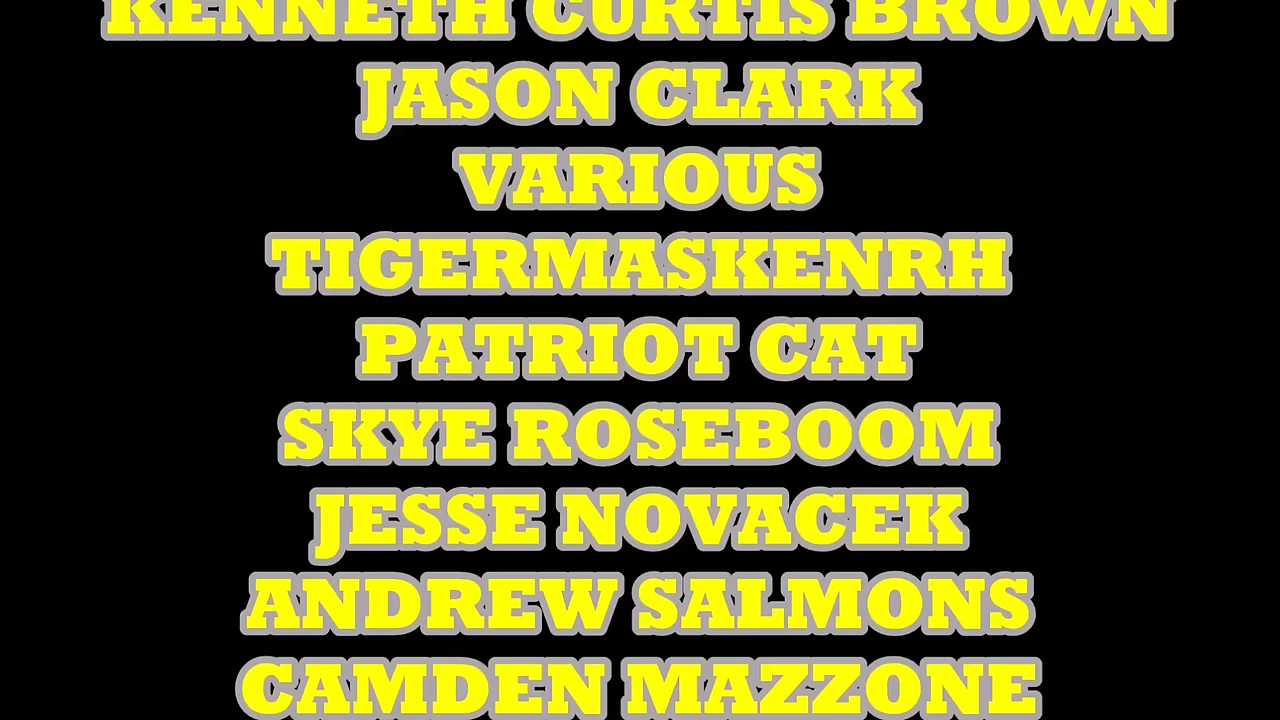 KENNETH CURTIS BROWN
JASON CLARK
VARIOUS
TIGERMASKENRH
PATRIOT CAT
SKYE ROSEBOOM
JESSE NOVACEK
ANDREW SALMONS
CAMDEN MAZZONE